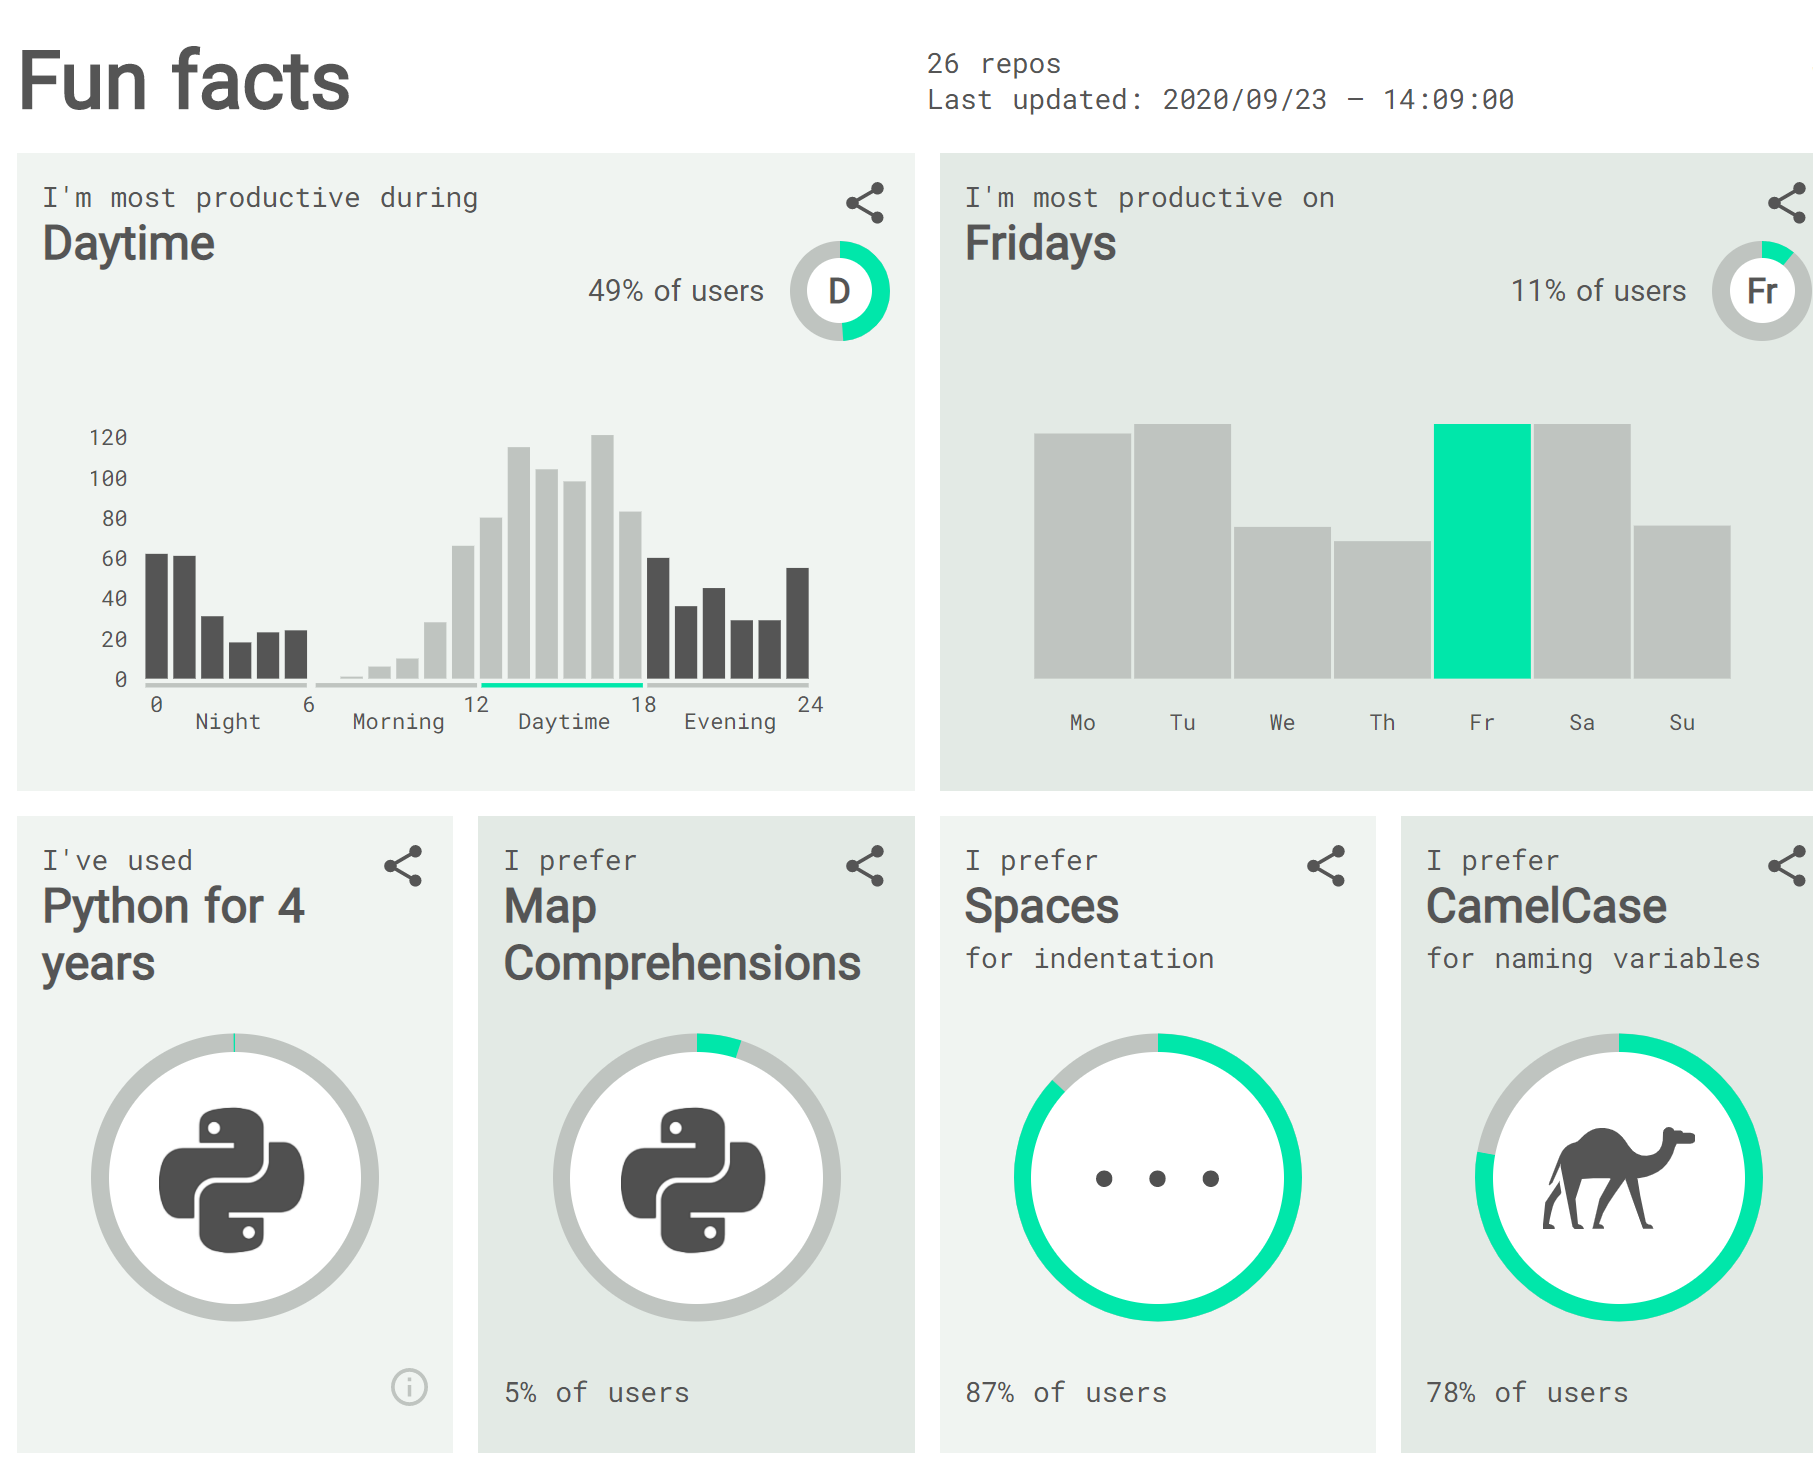 Fun facts
26 repos
Last updated: 2020/09/23 – 14:09:00
I'm most productive during
Daytime
49% of users
D
120
100
80
60
40
20
0
0 6 12 18 24
Night Morning Daytime Evening
I'm most productive on
Fridays
11% of users
Fr
Mo Tu We Th Fr Sa Su
I've used
Python for 4
years
I prefer
Map
Comprehensions
5% of users
I prefer
Spaces
for indentation
87% of users
I prefer
CamelCase
for naming variables
78% of users